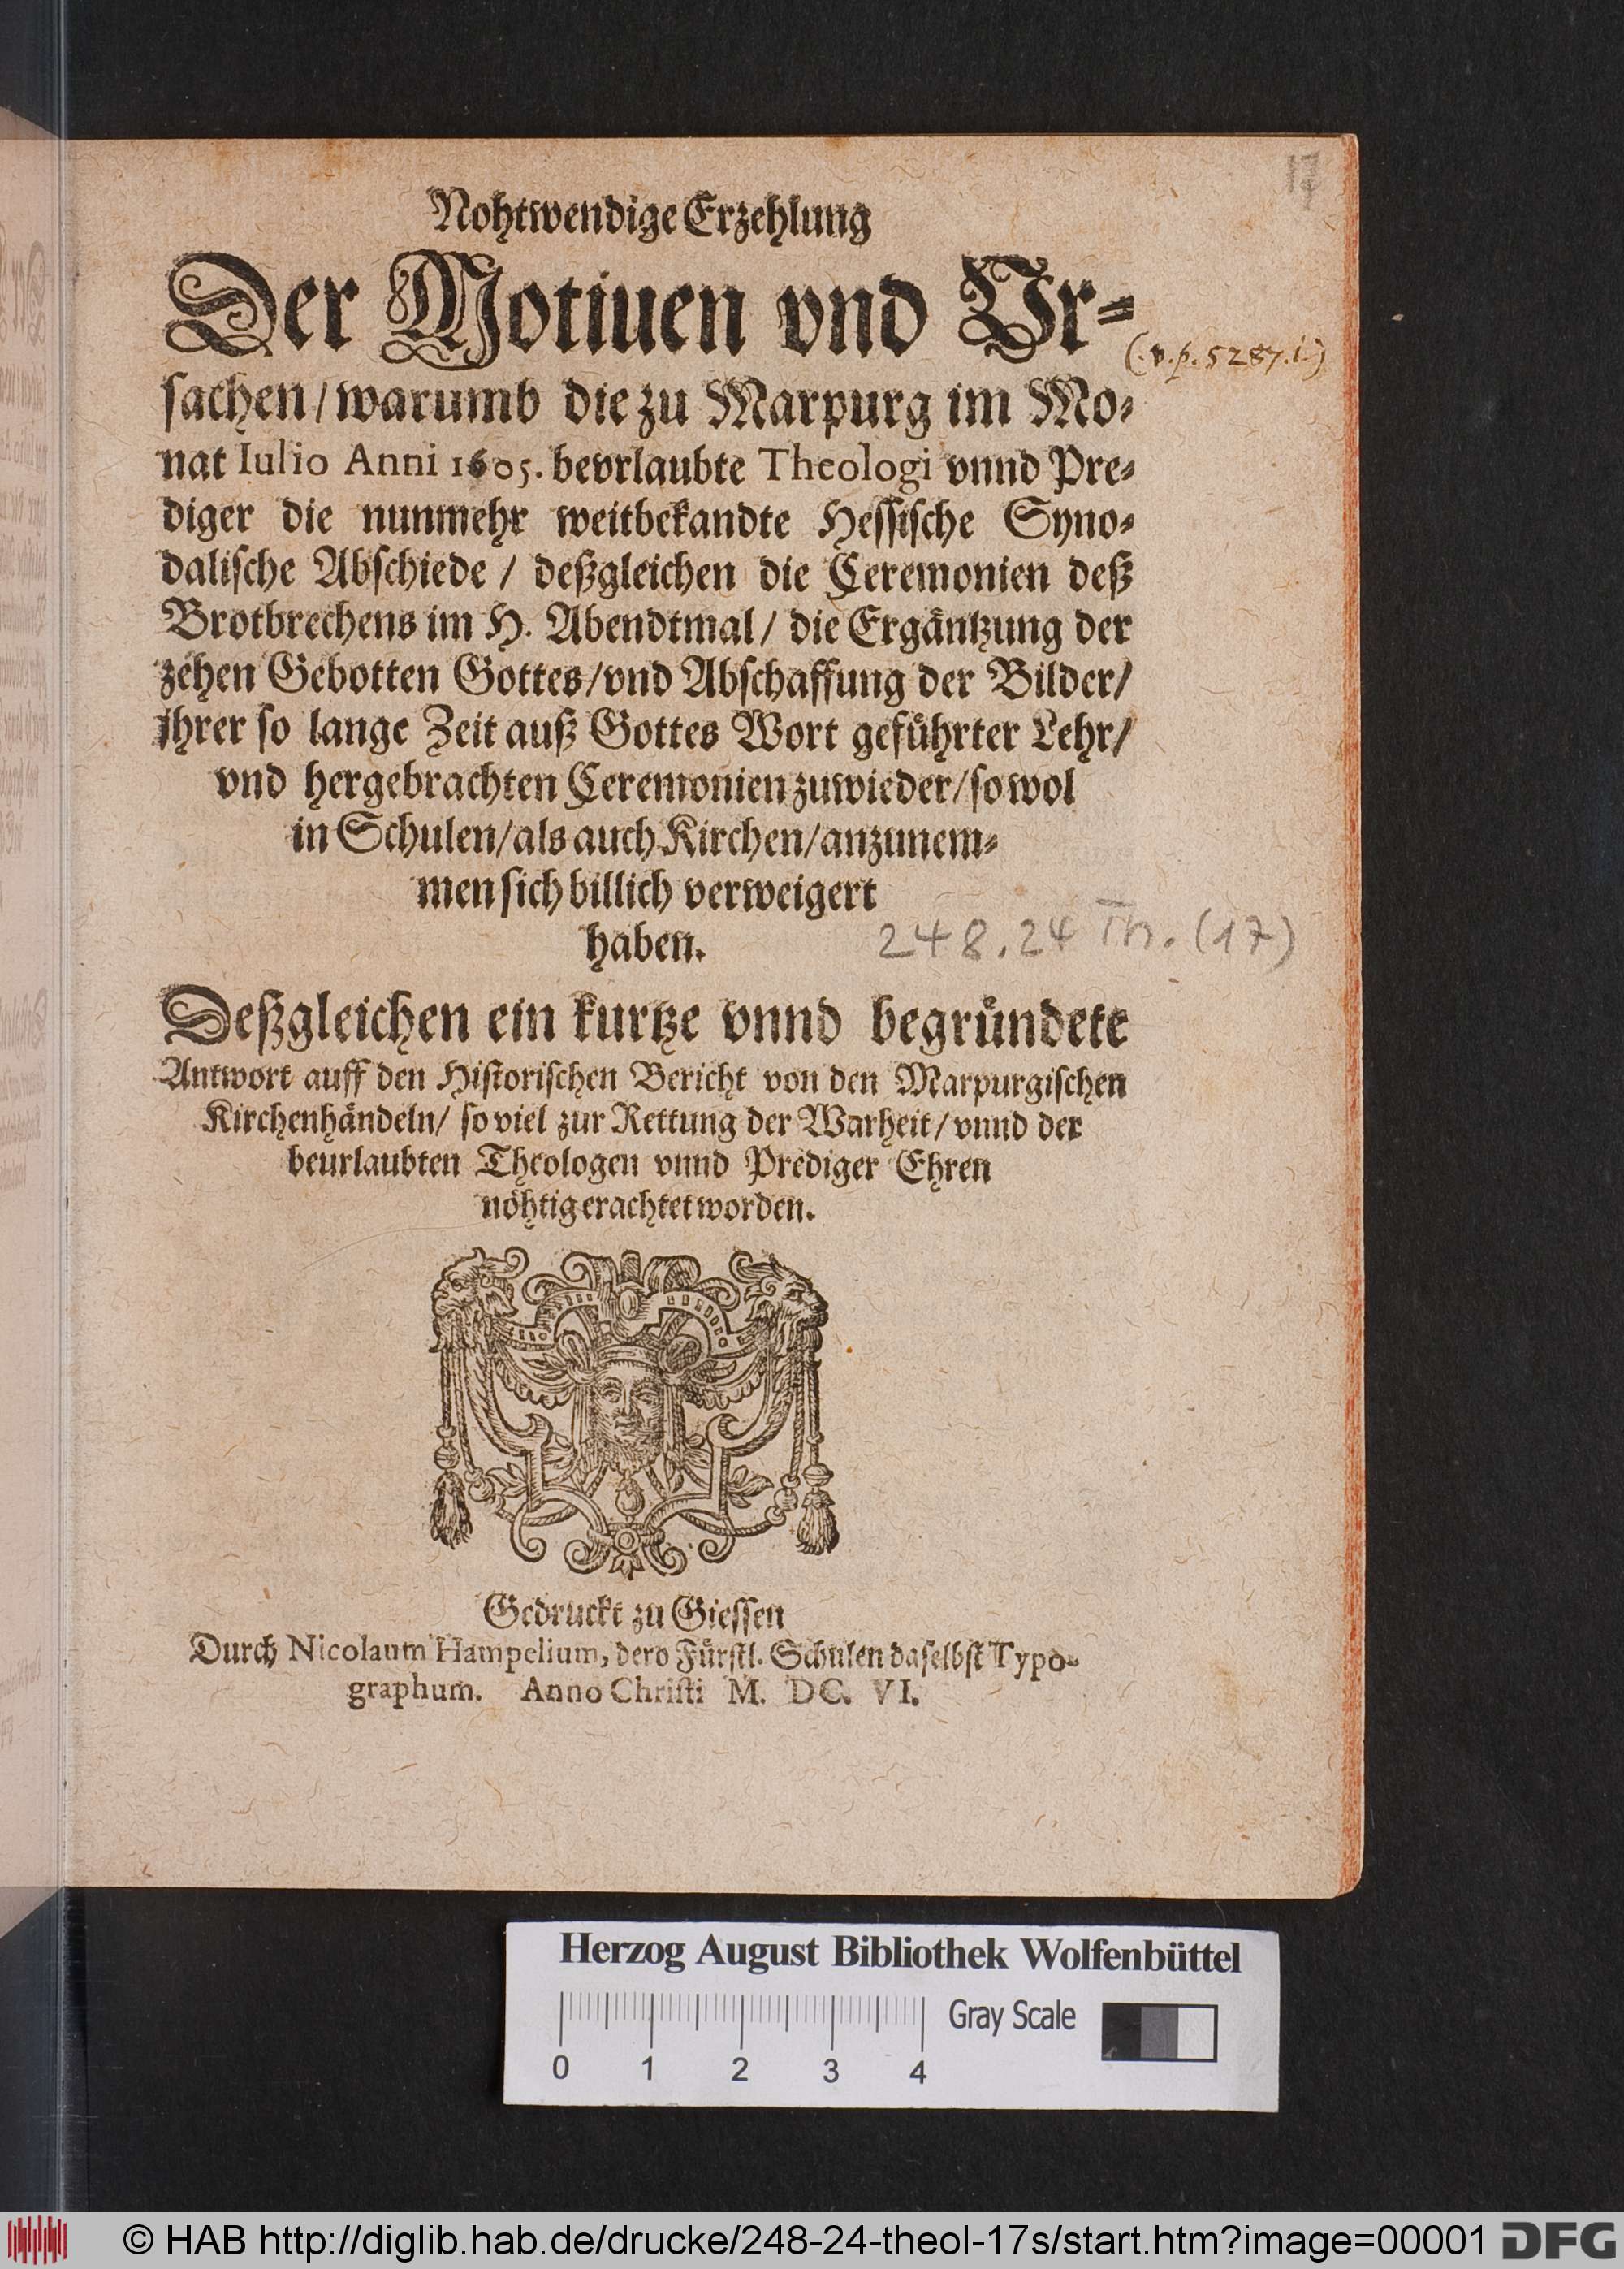 17
Nohtwendige Erzehlung
Der Motiuen vnd Vr-
(.v.p. 5287.l.)
sachen/warumb die zu Marpurg im Mo-
nat Iulio Anni 1605. bevrlaubte Theologi vnnd Pre-
diger die nunmehr weitbekandte Hessische Syno-
dalische Abschiede / deßgleichen die Ceremonien deß
Brotbrechens im H. Abendtmal/ die Ergäntzung der
zehen Gebotten Gottes/vnd Abschaffung der Bilder/
jhrer so lange Zeit auß Gottes Wort geführter Lehr/
vnd hergebrachten Ceremonien zuwieder/so wol
in Schulen/als auch Kirchen/anzunem-
men sich billich verweigert
haben.
248.24 Th. (17)
Deßgleichen ein kurtze vnnd begründete
Antwort auff den Historischen Bericht von den Marpurgischen
Kirchenhändeln/ so viel zur Rettung der Warheit/ vnnd der
beurlaubten Theologen vnnd Prediger Ehren
nöhtig erachtet worden.
Gedruckt zu Giessen
Durch Nicolaum Hampelium, dero Fürstl. Schulen daselbst Typo-
graphum. Anno Christi M. DC. VI.
Herzog August Bibliothek Wolfenbüttel
Gray Scale
0 1 2 3 4
© HAB http://diglib.hab.de/drucke/248-24-theol-17s/start.htm?image=00001 DFG